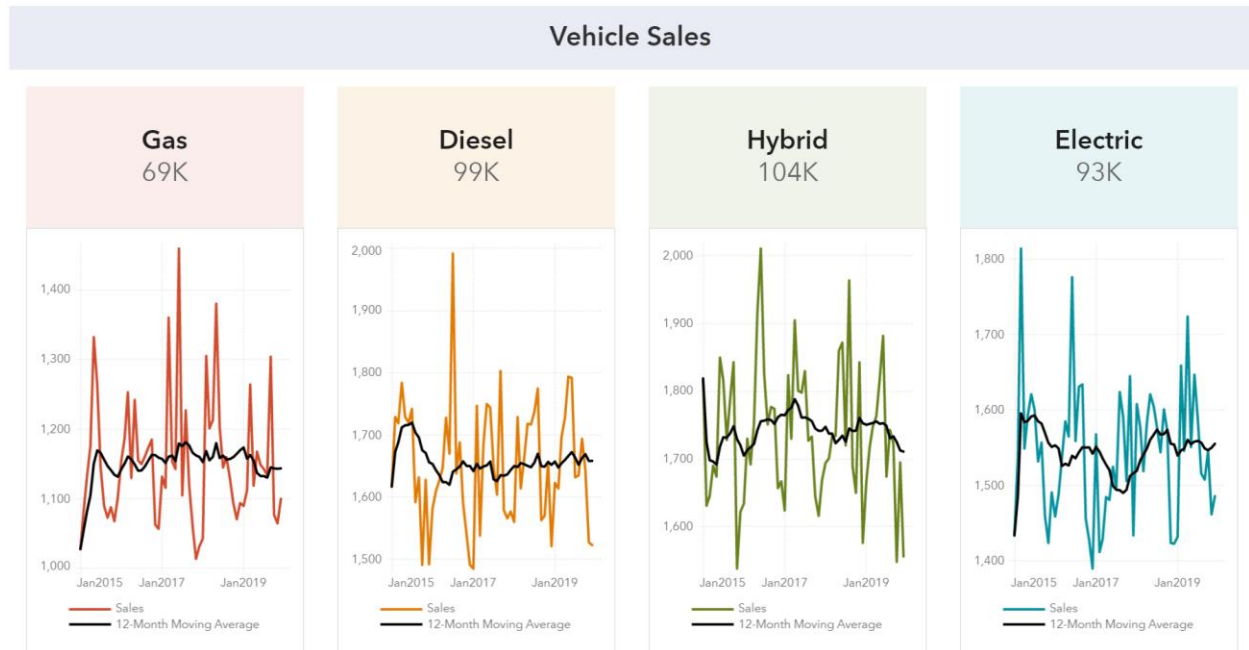 Vehicle Sales
Gas
69K
1,400
1,300
1,200
1,100
1,000
Jan2015 Jan2017 Jan2019
Sales
12-Month Moving Average
Diesel
99K
2,000
1,900
1,800
1,700
1,600
1,500
Jan2015 Jan2017 Jan2019
Sales
12-Month Moving Average
Hybrid
104K
2,000
1,900
1,800
1,700
1,600
Jan2015 Jan2017 Jan2019
Sales
12-Month Moving Average
Electric
93K
1,800
1,700
1,600
1,500
1,400
Jan2015 Jan2017 Jan2019
Sales
12-Month Moving Average